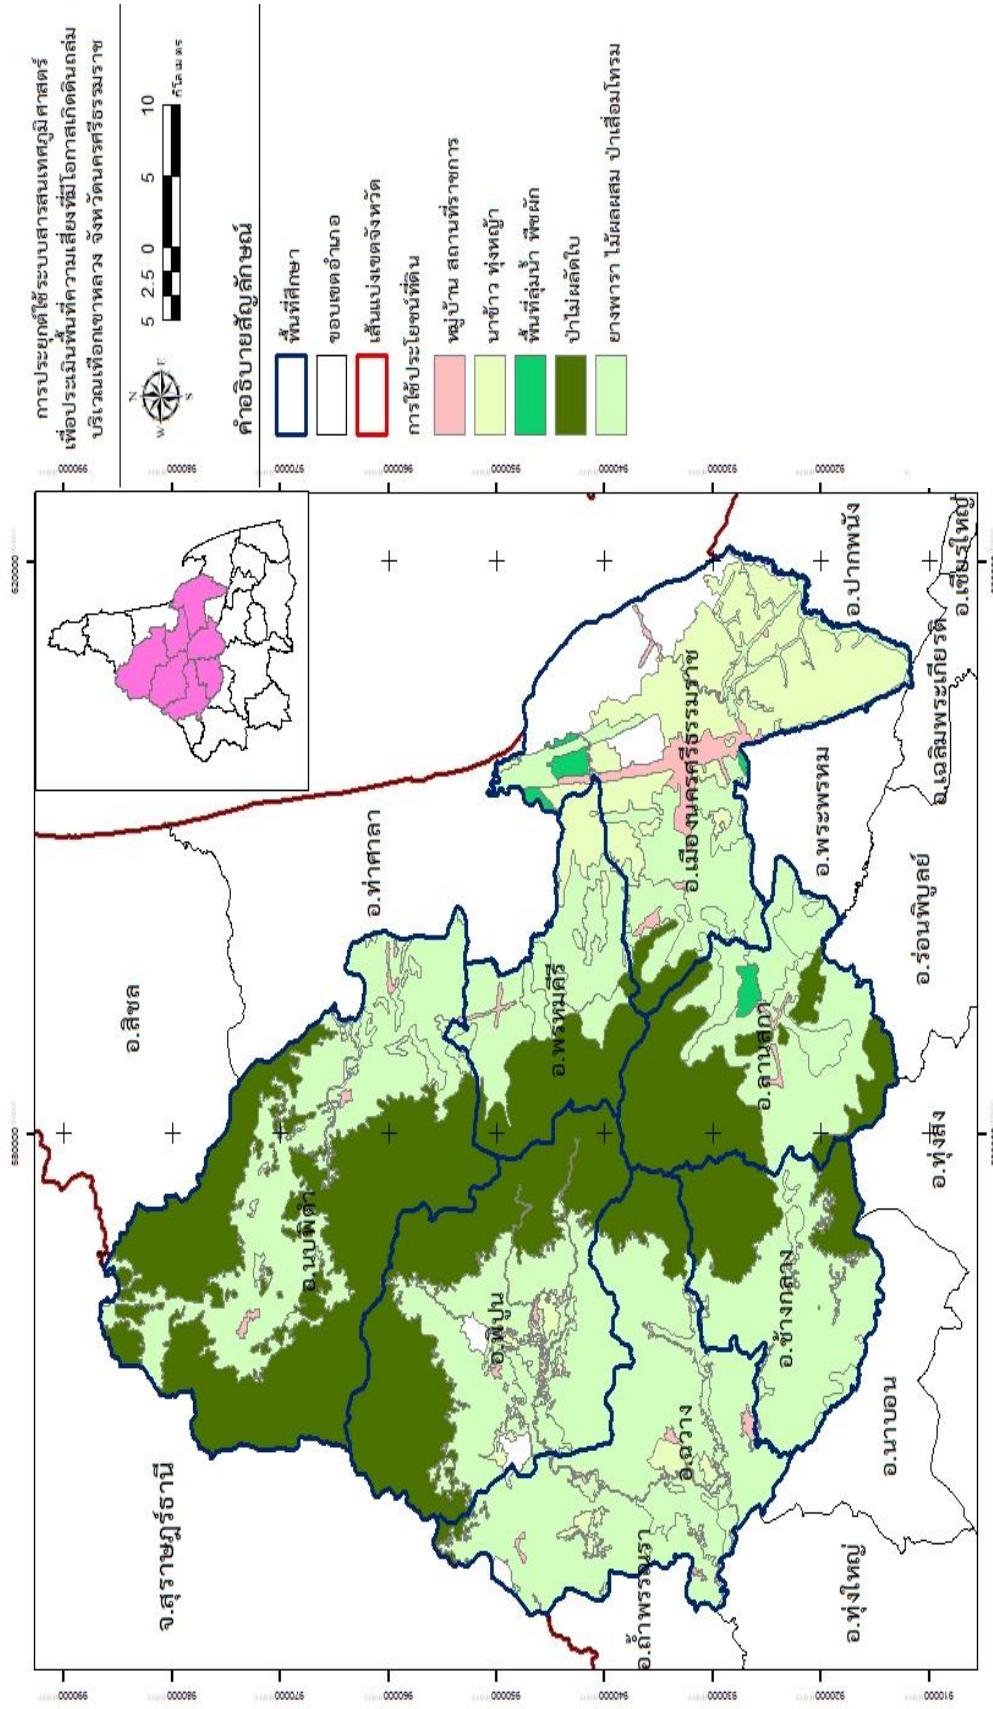 การประยุกต์ใช้ระบบสารสนเทศภูมิศาสตร์
เพื่อประเมินพื้นที่ความเสี่ยงที่มีโอกาสเกิดดินถล่ม
บริเวณเทือกเขาหลวง จังหวัดนครศรีธรรมราช
N
E
S
W
5 2.5 0 5 10
กิโลเมตร
คำอธิบายสัญลักษณ์
พื้นที่ศึกษา
ขอบเขตอำเภอ
เส้นแบ่งเขตจังหวัด
การใช้ประโยชน์ที่ดิน
หมู่บ้าน สถานที่ราชการ
นาข้าว ทุ่งหญ้า
พื้นที่ลุ่มน้ำ พืชผัก
ป่าไม่ผลัดใบ
ยางพารา ไม้ผลผสม ป่าเสื่อมโทรม
จ.สุราษฎร์ธานี
อ.สิชล
อ.ท่าศาลา
อ.นบพิตำ
อ.พรหมคีรี
อ.พิปูน
อ.เมืองนครศรีธรรมราช
อ.ลานสกา
อ.ฉวาง
อ.ช้างกลาง
อ.ถ้ำพรรณรา
อ.ทุ่งใหญ่
อ.นาบอน
อ.ทุ่งสง
อ.ร่อนพิบูลย์
อ.พระพรหม
อ.เฉลิมพระเกียรติ
อ.ปากพนัง
อ.เชียรใหญ่